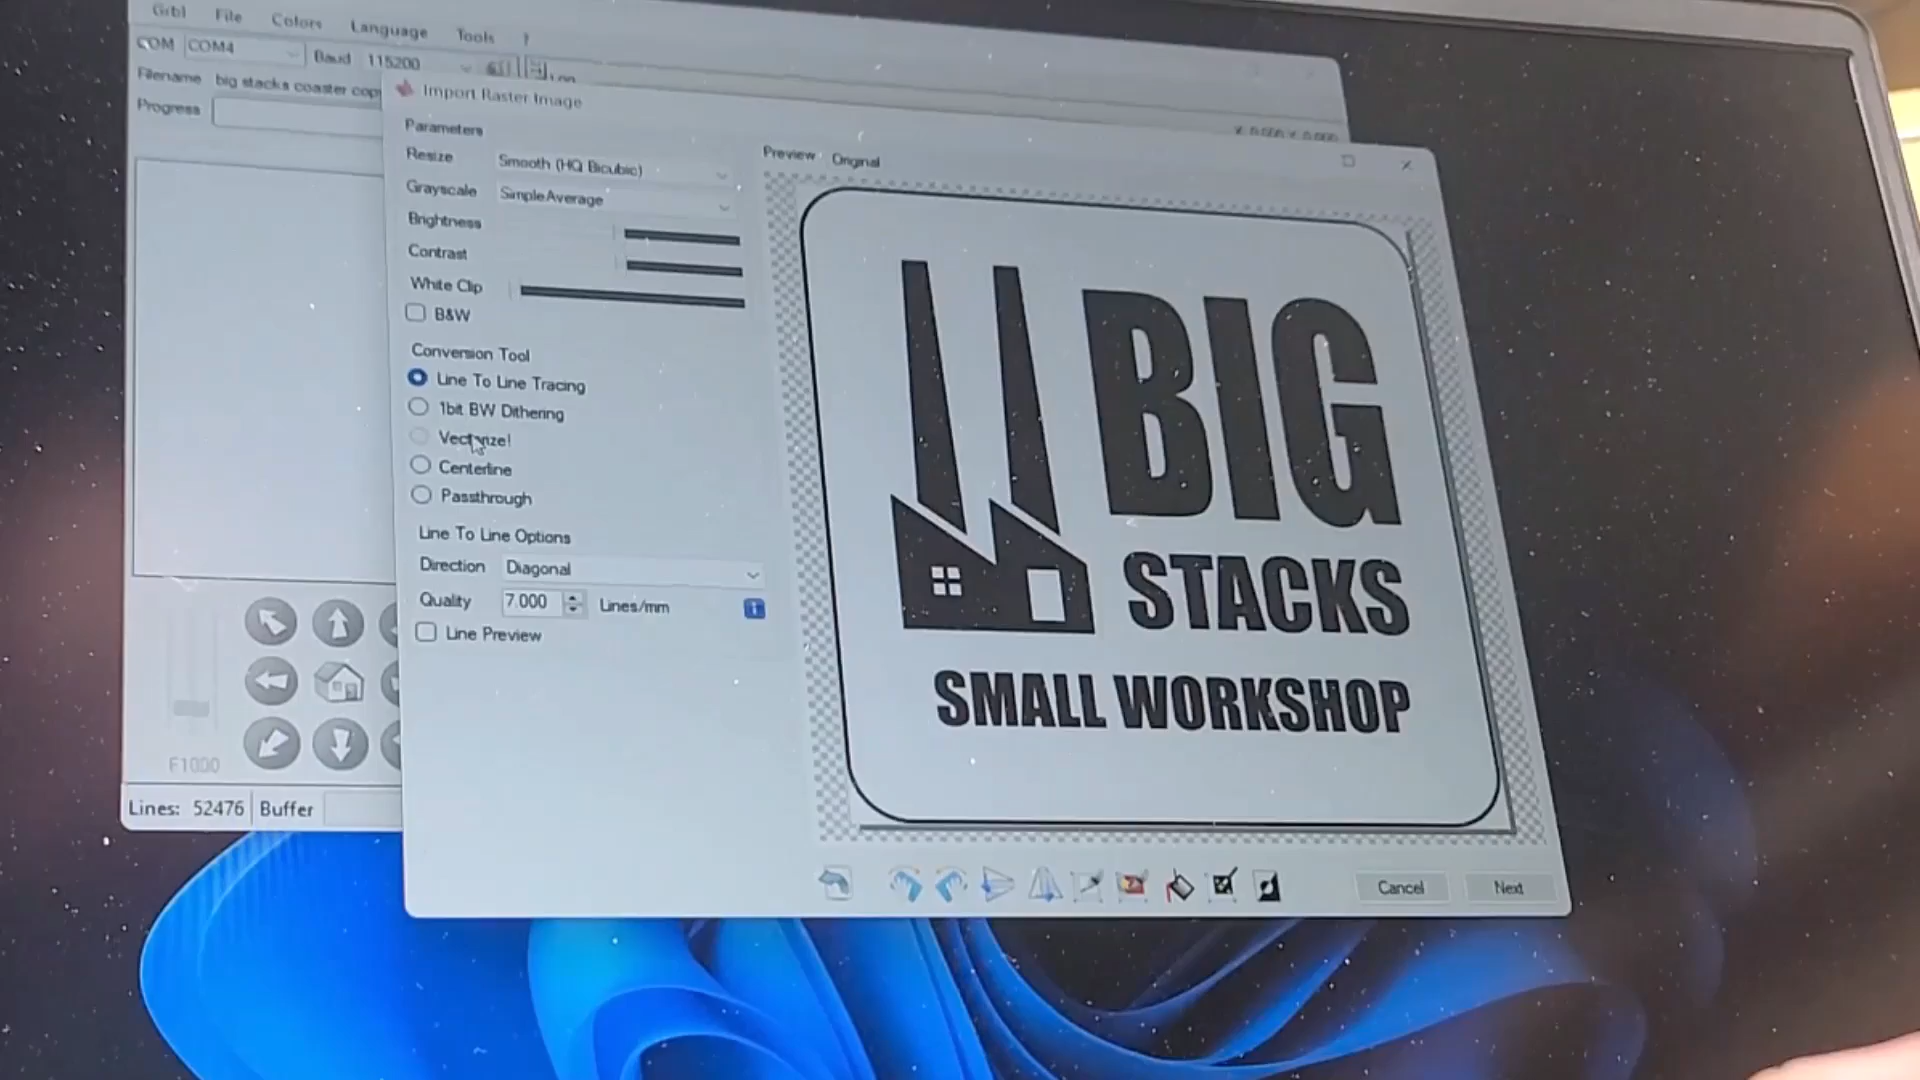 Grbl File Colors Language Tools ?
COM COM4 Baud 115200
Filename big stacks coaster
Progress
Import Raster Image
Parameters
Resize Smooth (HQ Bicubic)
Grayscale SimpleAverage
Brightness
Contrast
White Clip
B&W
Conversion Tool
Line To Line Tracing
1bit BW Dithering
Vectorize!
Centerline
Passthrough
Line To Line Options
Direction Diagonal
Quality 7.000 Lines/mm
Line Preview
F1000
Lines: 52476 Buffer
Preview Original
BIG
STACKS
SMALL WORKSHOP
Cancel Next